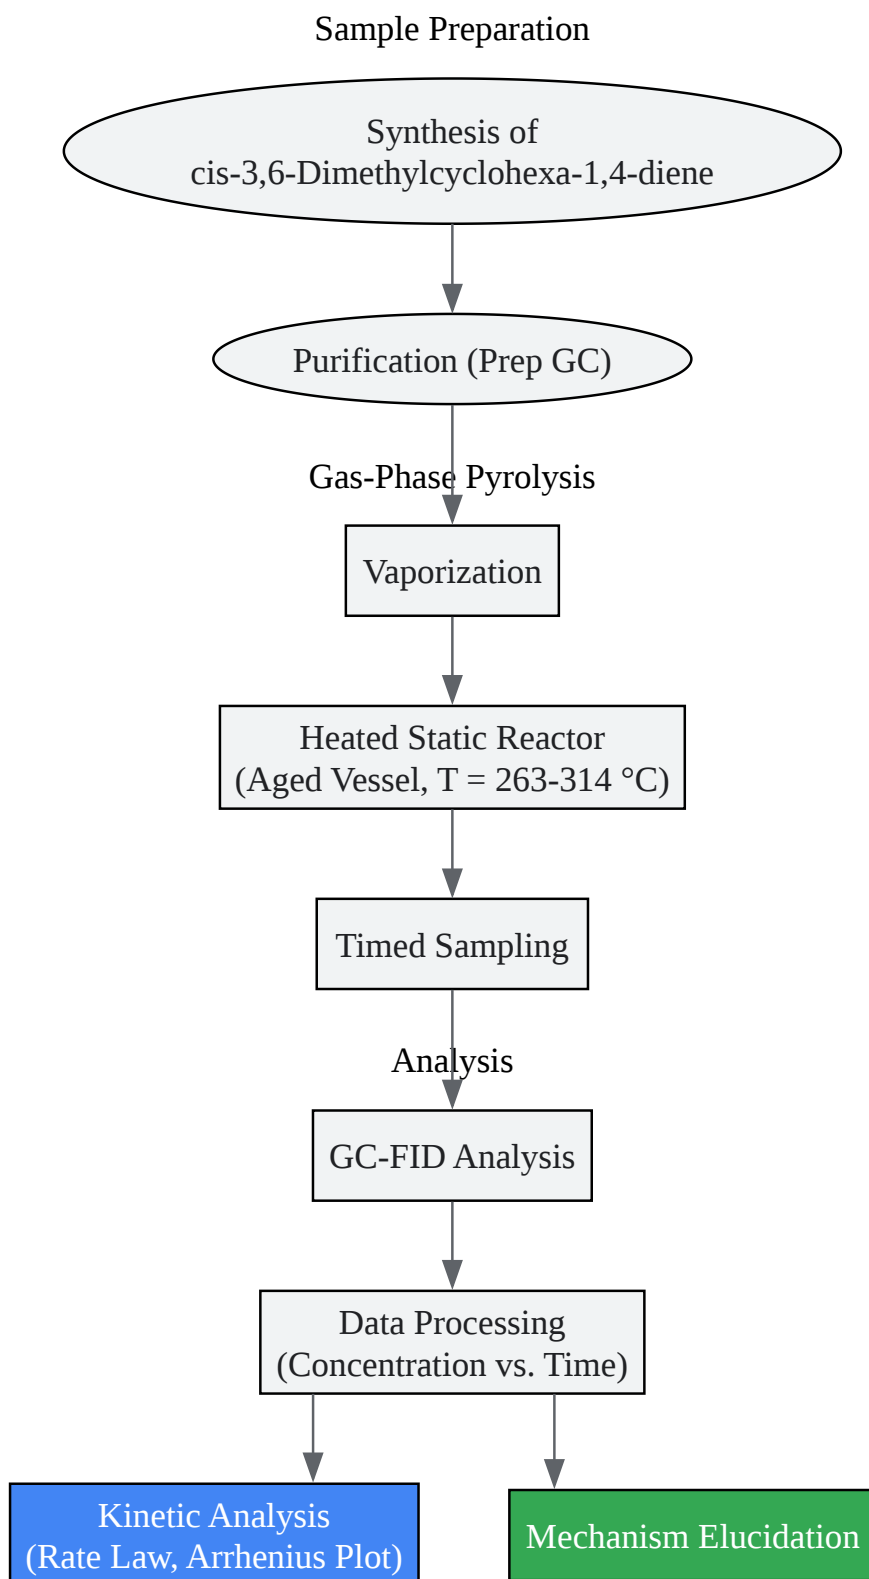 Sample Preparation
Synthesis of
cis-3,6-Dimethylcyclohexa-1,4-diene
Purification (Prep GC)
Gas-Phase Pyrolysis
Vaporization
Heated Static Reactor
(Aged Vessel, T = 263-314 °C)
Timed Sampling
Analysis
GC-FID Analysis
Data Processing
(Concentration vs. Time)
Kinetic Analysis
(Rate Law, Arrhenius Plot)
Mechanism Elucidation